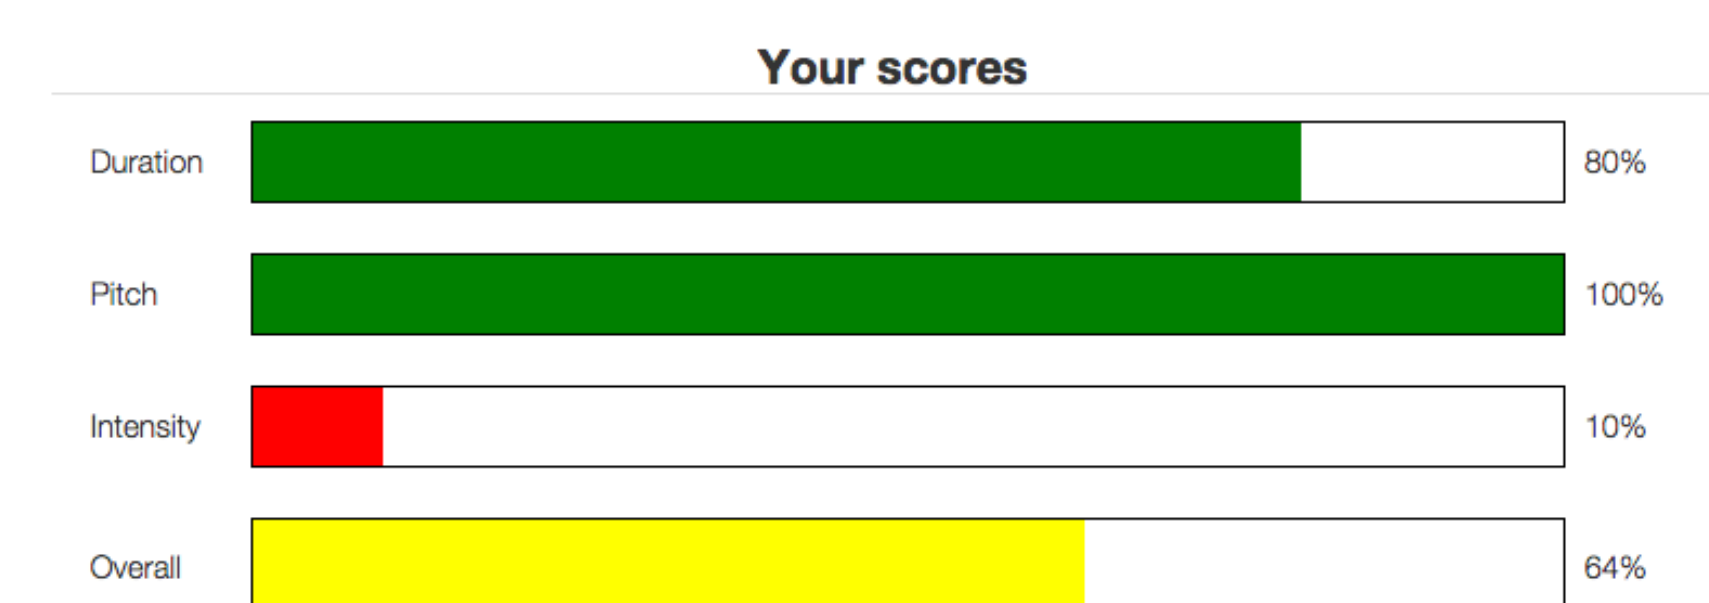 Your scores
Duration 80%
Pitch 100%
Intensity 10%
Overall 64%